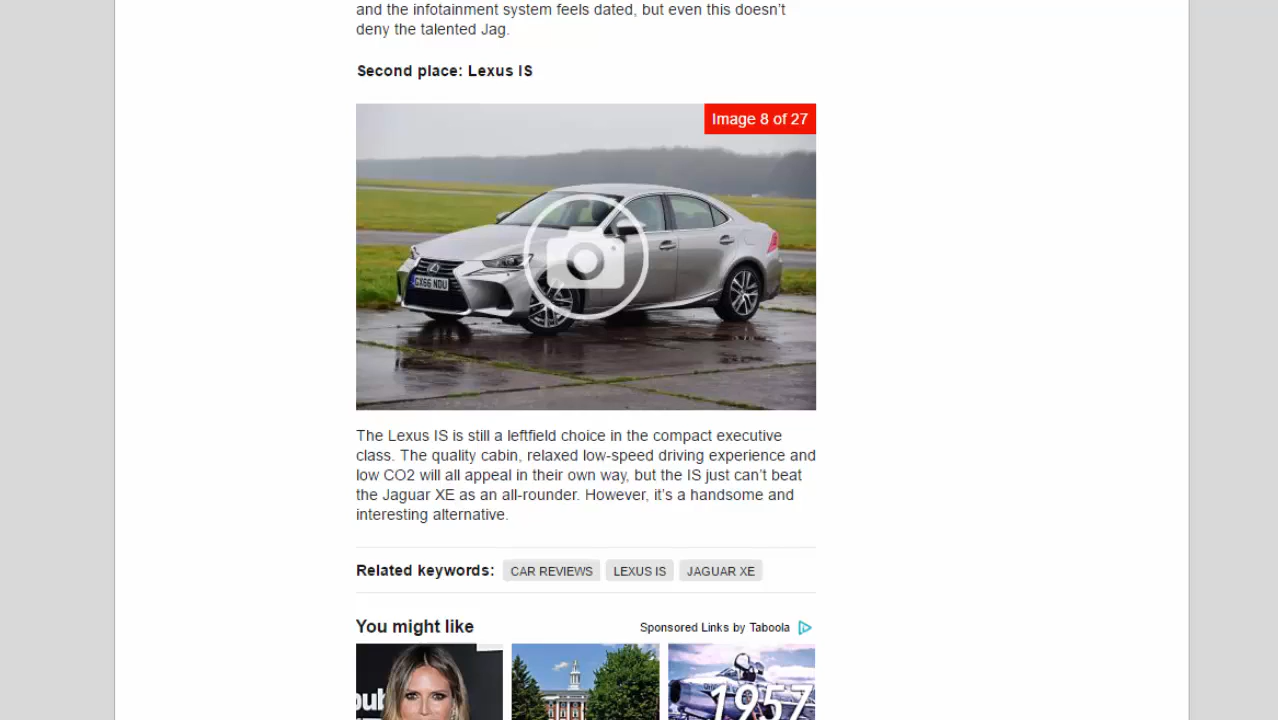 and the infotainment system feels dated, but even this doesn’t
deny the talented Jag.
Second place: Lexus IS
Image 8 of 27
GX66 NDU
The Lexus IS is still a leftfield choice in the compact executive
class. The quality cabin, relaxed low-speed driving experience and
low CO2 will all appeal in their own way, but the IS just can’t beat
the Jaguar XE as an all-rounder. However, it’s a handsome and
interesting alternative.
Related keywords: CAR REVIEWS LEXUS IS JAGUAR XE
You might like
Sponsored Links by Taboola
1957